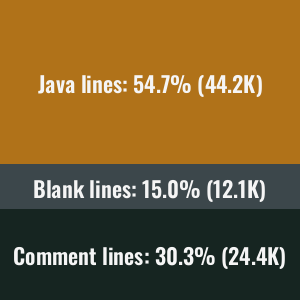 Java lines: 54.7% (44.2K)
Blank lines: 15.0% (12.1K)
Comment lines: 30.3% (24.4K)